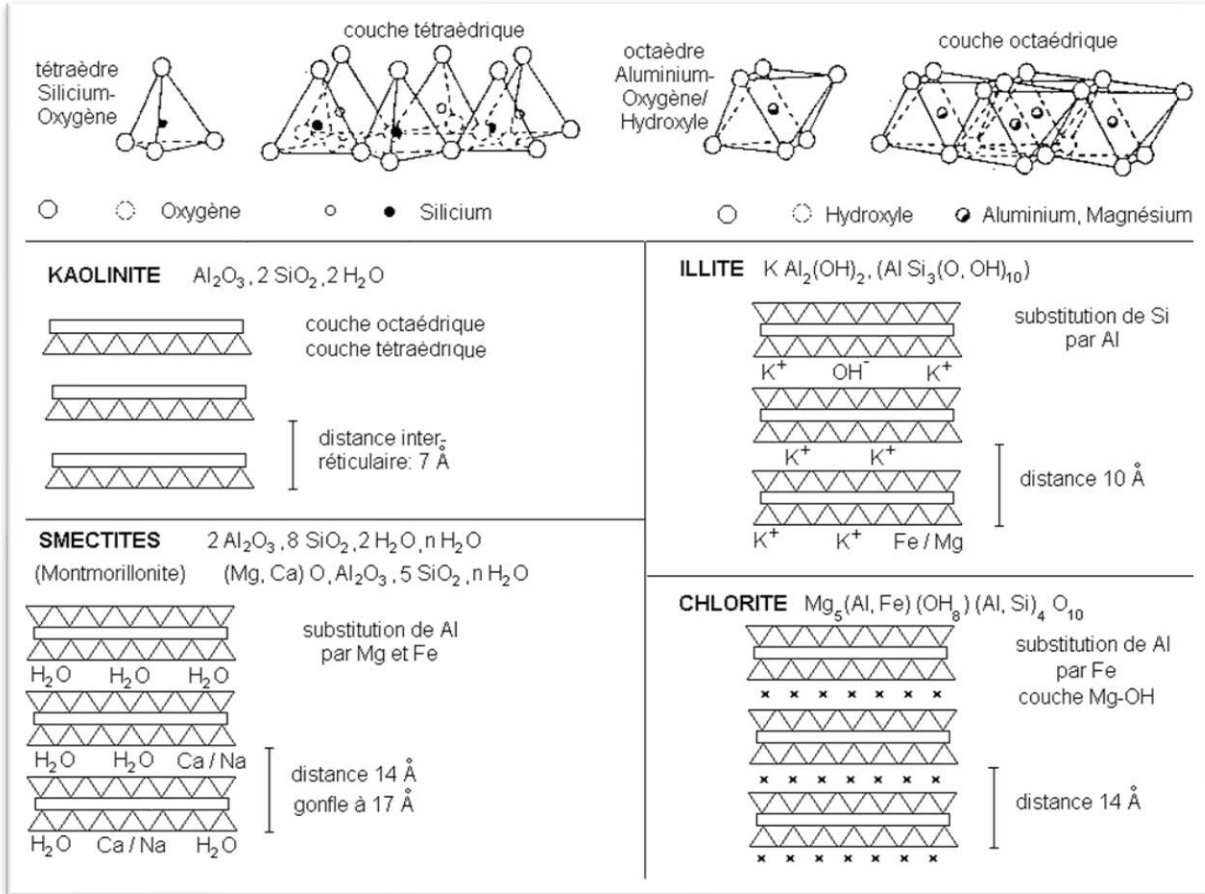 couche tétraèdrique
tétraèdre
Silicium-
Oxygène
octaèdre
Aluminium-
Oxygène/
Hydroxyle
couche octaédrique
Oxygène
Silicium
Hydroxyle
Aluminium, Magnésium
KAOLINITE Al₂O₃, 2 SiO₂, 2 H₂O
couche octaédrique
couche tétraèdrique
distance inter-
réticulaire: 7 Å
ILLITE K Al₂(OH)₂, (Al Si₃(O, OH)₁₀)
substitution de Si
par Al
K⁺ OH⁻ K⁺
K⁺ K⁺
distance 10 Å
K⁺ K⁺ Fe / Mg
SMECTITES 2 Al₂O₃, 8 SiO₂, 2 H₂O, n H₂O
(Montmorillonite) (Mg, Ca) O, Al₂O₃, 5 SiO₂, n H₂O
substitution de Al
par Mg et Fe
H₂O H₂O H₂O
H₂O H₂O Ca / Na
distance 14 Å
gonfle à 17 Å
H₂O Ca / Na H₂O
CHLORITE Mg₅(Al, Fe) (OH₈) (Al, Si)₄ O₁₀
substitution de Al
par Fe
couche Mg-OH
distance 14 Å